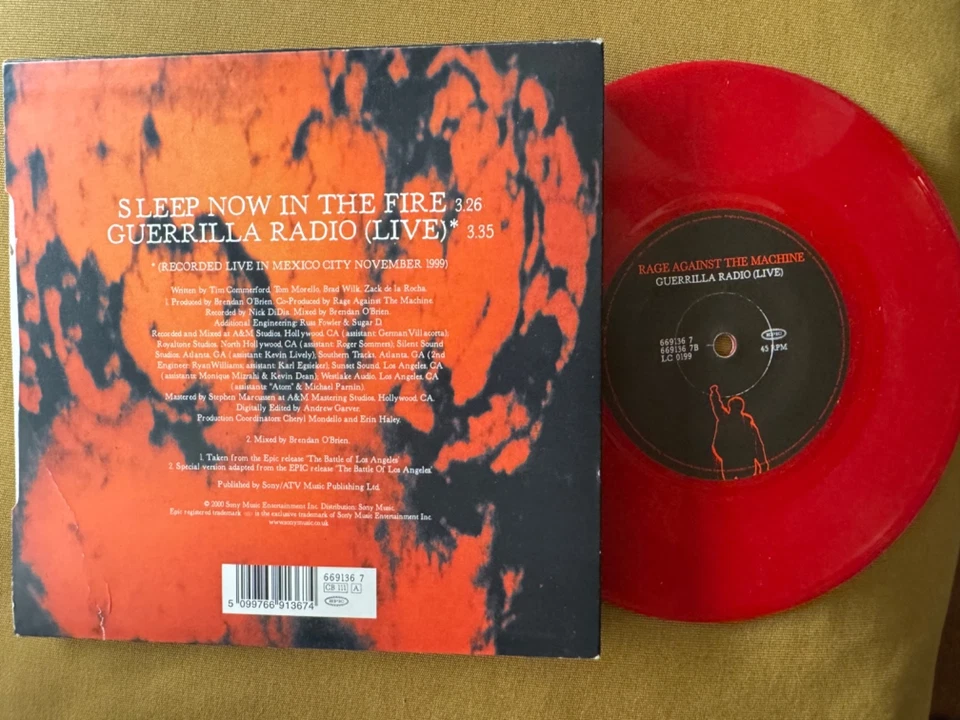 SLEEP NOW IN THE FIRE 3.26
GUERRILLA RADIO (LIVE)* 3.35
* (RECORDED LIVE IN MEXICO CITY NOVEMBER 1999)
Written by Tim Commerford, Tom Morello, Brad Wilk, Zack de la Rocha.
1. Produced by Brendan O'Brien. Co-Produced by Rage Against The Machine.
Recorded by Nick DiDia. Mixed by Brendan O'Brien.
Additional Engineering: Russ Fowler & Sugar D.
Recorded and Mixed at A&M Studios, Hollywood, CA (assistant: German Villacorta);
Royaltone Studios, North Hollywood, CA (assistant: Roger Sommers); Silent Sound
Studios, Atlanta, GA (assistant: Kevin Lively); Southern Tracks, Atlanta, GA (2nd
Engineer: Ryan Williams; assistant: Karl Egsieker); Sunset Sound, Los Angeles, CA
(assistants: Monique Mizrahi & Kevin Dean); Westlake Audio, Los Angeles, CA
(assistants: "Atom" & Michael Parnin)
Mastered by Stephen Marcussen at A&M Mastering Studios, Hollywood, CA.
Digitally Edited by Andrew Garver.
Production Coordinators: Cheryl Mondello and Erin Haley.
2. Mixed by Brendan O'Brien.
1. Taken from the Epic release 'The Battle of Los Angeles'
2. Special version adapted from the EPIC release 'The Battle Of Los Angeles'
Published by Sony/ATV Music Publishing Ltd.
© 2000 Sony Music Entertainment Inc. Distribution: Sony Music.
Epic registered trademark epic is the exclusive trademark of Sony Music Entertainment Inc.
www.sonymusic.co.uk
669136 7
CB 111 A
epic
5 099766 913674
RAGE AGAINST THE MACHINE
GUERRILLA RADIO (LIVE)
669136 7
669136 7B
LC 0199
epic
45 RPM